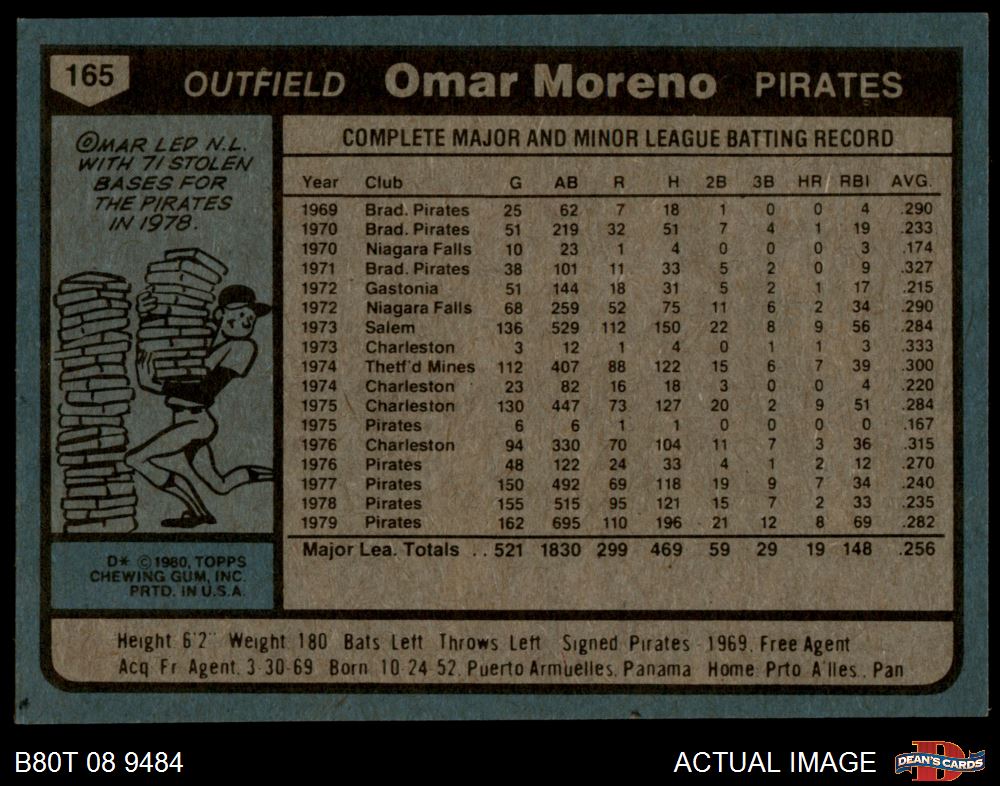 165 OUTFIELD Omar Moreno PIRATES
OMAR LED N.L.
WITH 71 STOLEN
BASES FOR
THE PIRATES
IN 1978.
COMPLETE MAJOR AND MINOR LEAGUE BATTING RECORD
Year Club G AB R H 2B 3B HR RBI AVG.
1969 Brad. Pirates 25 62 7 18 1 0 0 4 .290
1970 Brad. Pirates 51 219 32 51 7 4 1 19 .233
1970 Niagara Falls 10 23 1 4 0 0 0 3 .174
1971 Brad. Pirates 38 101 11 33 5 2 0 9 .327
1972 Gastonia 51 144 18 31 5 2 1 17 .215
1972 Niagara Falls 68 259 52 75 11 6 2 34 .290
1973 Salem 136 529 112 150 22 8 9 56 .284
1973 Charleston 3 12 1 4 0 1 1 3 .333
1974 Thetf'd Mines 112 407 88 122 15 6 7 39 .300
1974 Charleston 23 82 16 18 3 0 0 4 .220
1975 Charleston 130 447 73 127 20 2 9 51 .284
1975 Pirates 6 6 1 1 0 0 0 0 .167
1976 Charleston 94 330 70 104 11 7 3 36 .315
1976 Pirates 48 122 24 33 4 1 2 12 .270
1977 Pirates 150 492 69 118 19 9 7 34 .240
1978 Pirates 155 515 95 121 15 7 2 33 .235
1979 Pirates 162 695 110 196 21 12 8 69 .282
Major Lea. Totals .. 521 1830 299 469 59 29 19 148 .256
D* © 1980, TOPPS
CHEWING GUM, INC.
PRTD. IN U.S.A.
Height 6'2" Weight 180 Bats Left Throws Left Signed Pirates - 1969, Free Agent
Acq. Fr Agent, 3-30-69 Born 10-24-52, Puerto Armuelles, Panama Home Prto A'lles., Pan
B80T 08 9484
ACTUAL IMAGE
D
DEAN'S CARDS